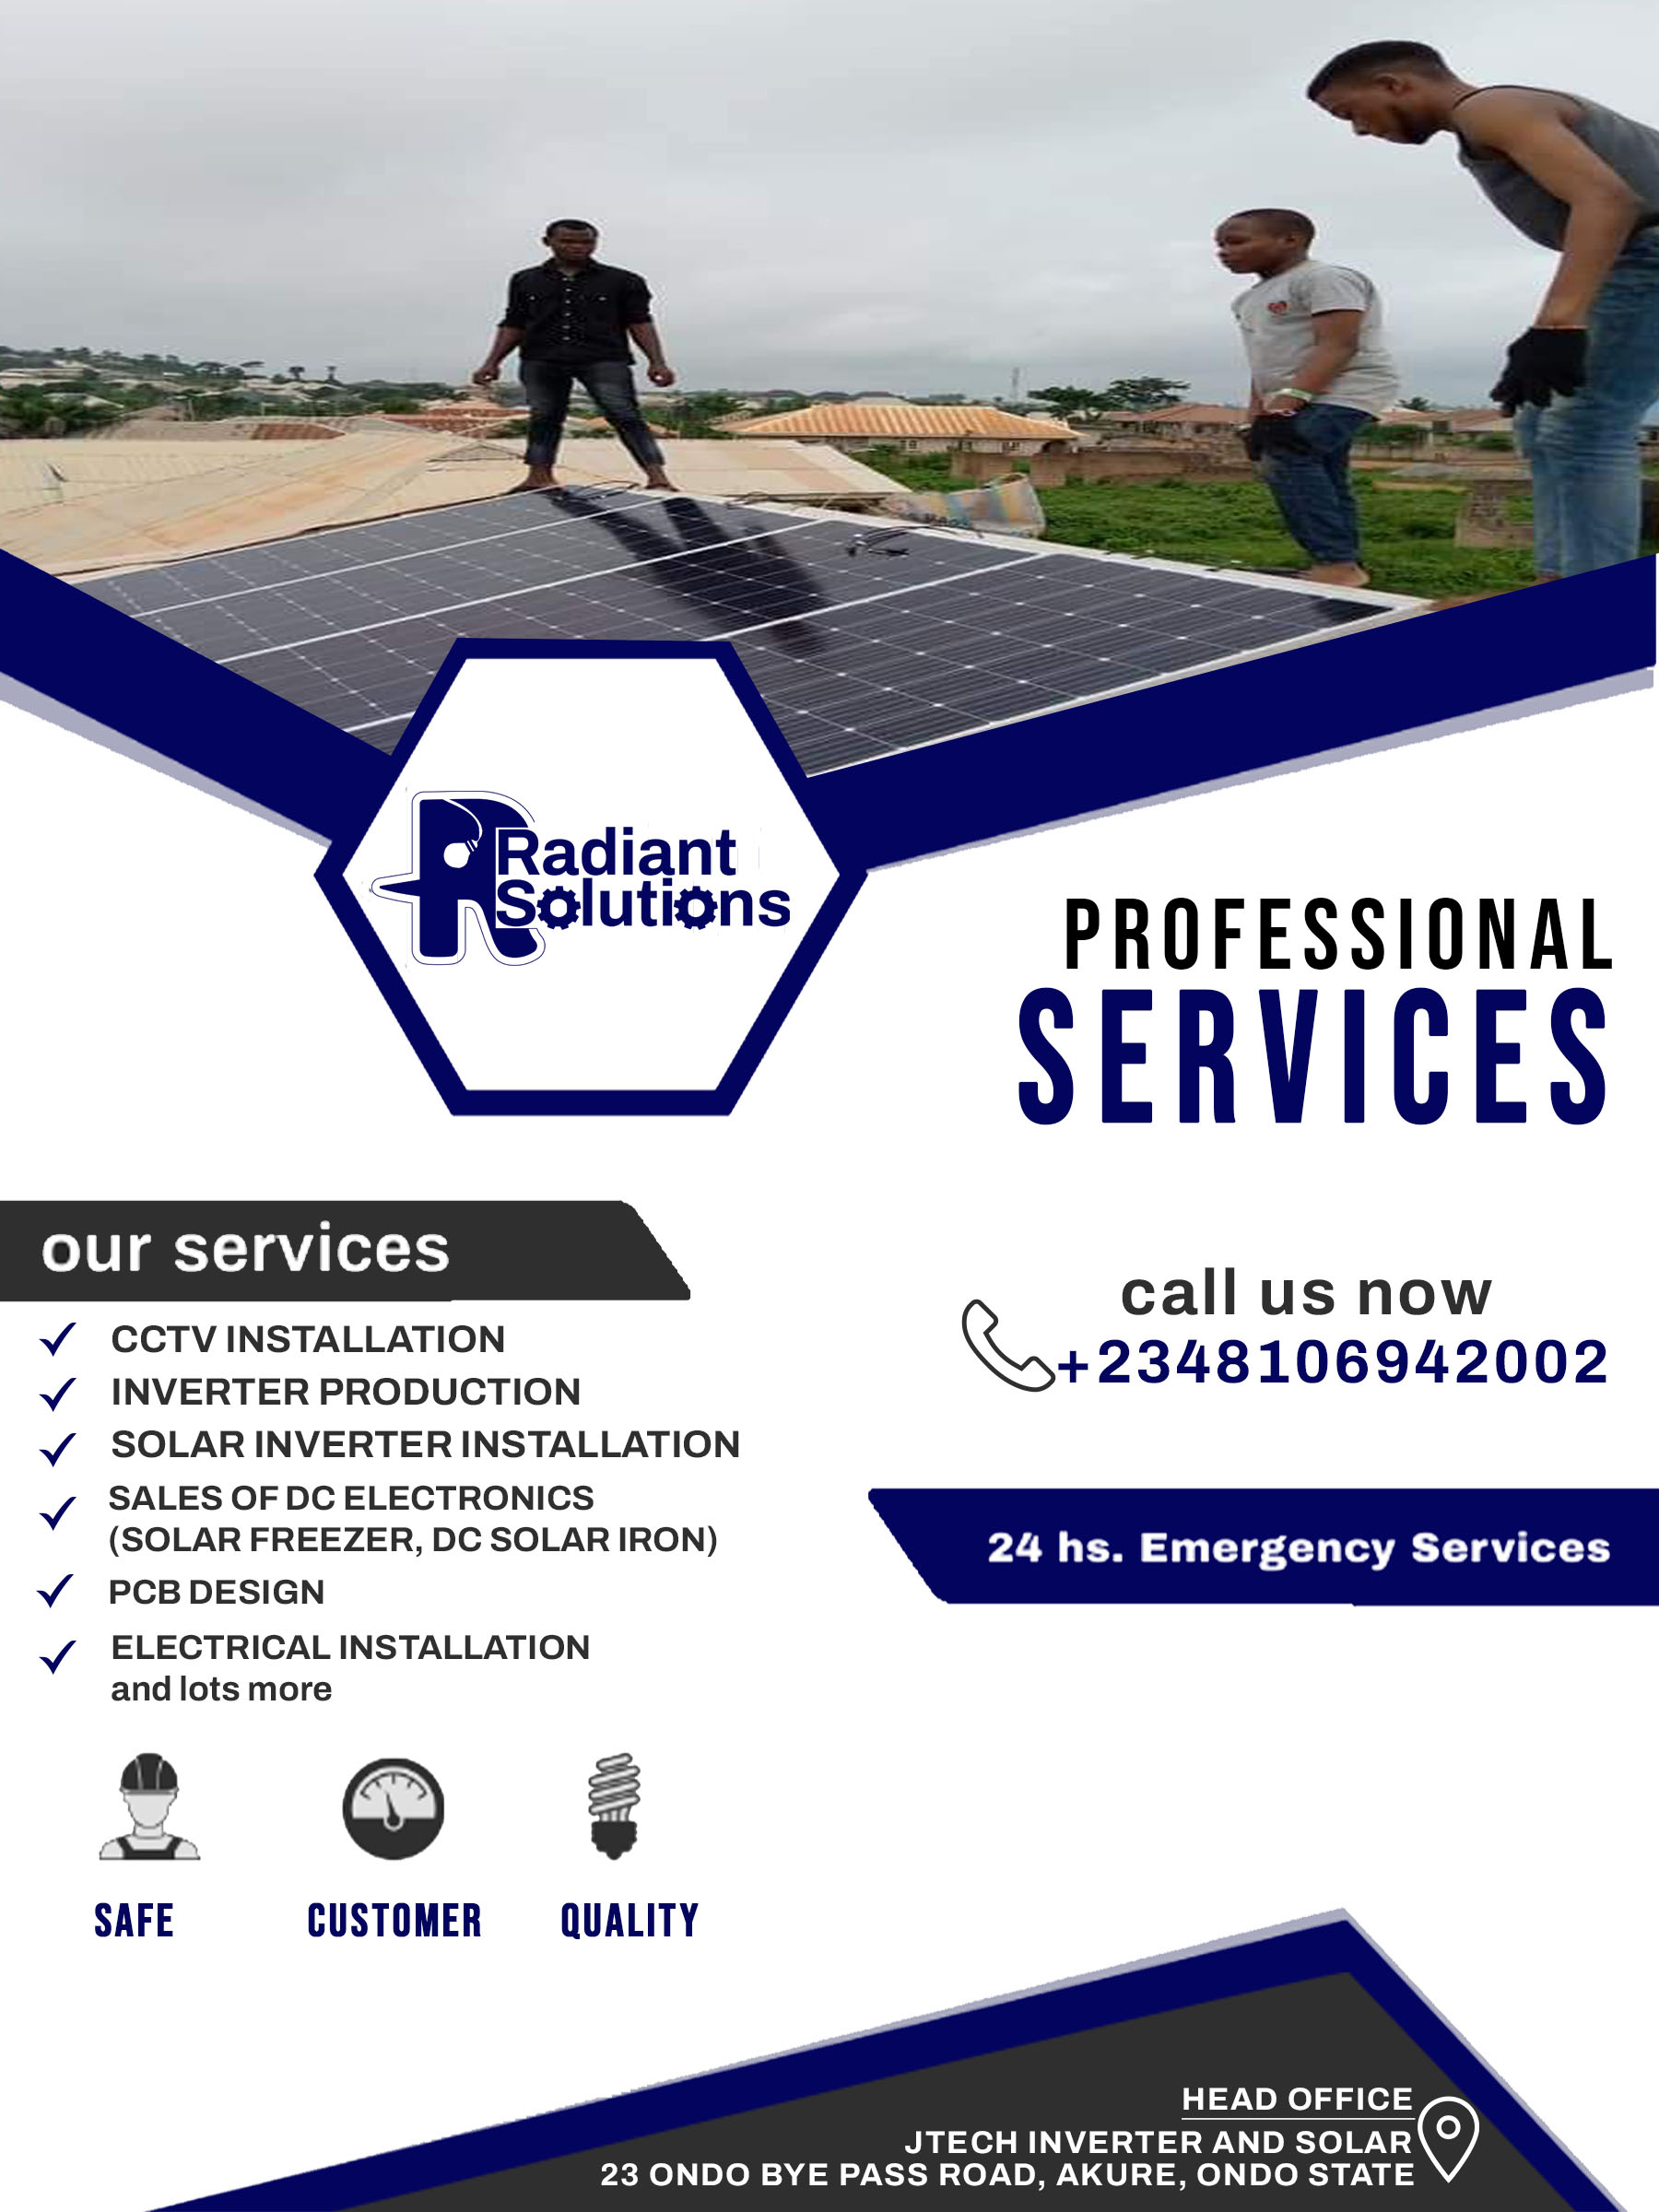 Radiant
Solutions
PROFESSIONAL
SERVICES
our services
CCTV INSTALLATION
INVERTER PRODUCTION
SOLAR INVERTER INSTALLATION
SALES OF DC ELECTRONICS
(SOLAR FREEZER, DC SOLAR IRON)
PCB DESIGN
ELECTRICAL INSTALLATION
and lots more
call us now
+2348106942002
24 hs. Emergency Services
SAFE
CUSTOMER
QUALITY
HEAD OFFICE
JTECH INVERTER AND SOLAR
23 ONDO BYE PASS ROAD, AKURE, ONDO STATE